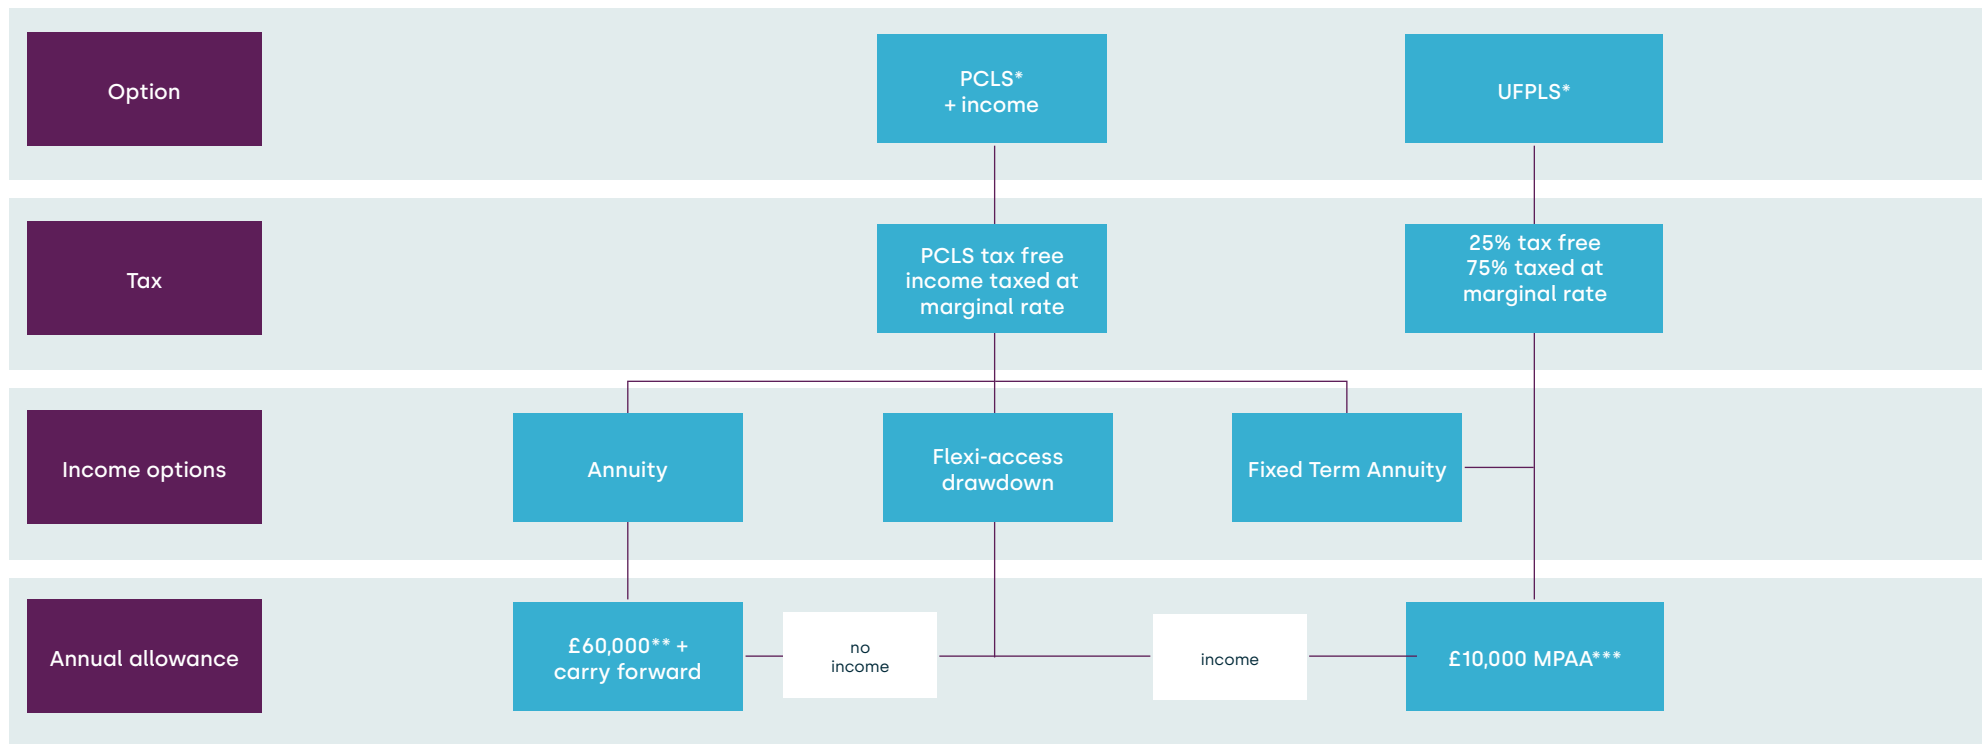 Option
PCLS*
+ income
UFPLS*
Tax
PCLS tax free
income taxed at
marginal rate
25% tax free
75% taxed at
marginal rate
Income options
Annuity
Flexi-access
drawdown
Fixed Term Annuity
Annual allowance
£60,000** +
carry forward
no
income
income
£10,000 MPAA***